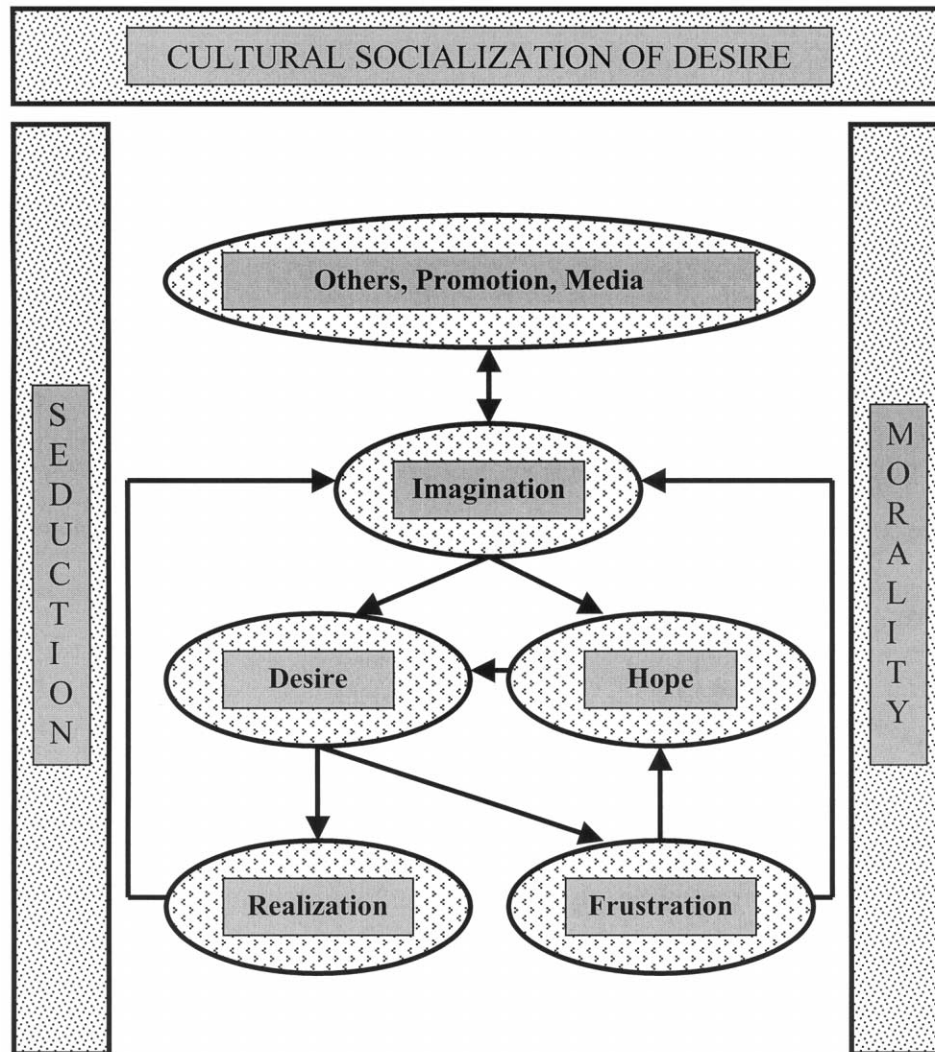 CULTURAL SOCIALIZATION OF DESIRE
Others, Promotion, Media
SEDUCTION
Imagination
MORALITY
Desire
Hope
Realization
Frustration